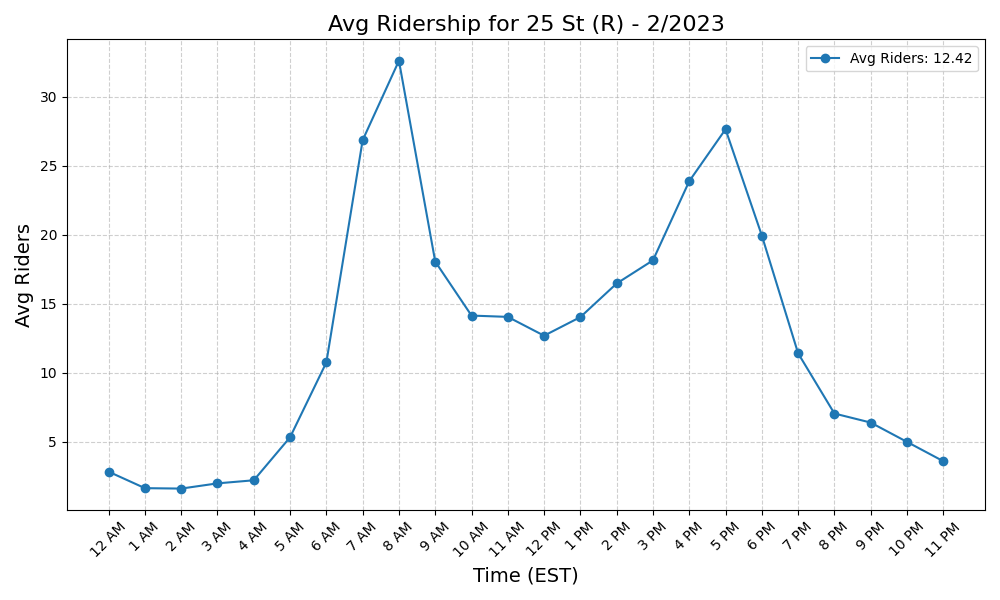 Avg Ridership for 25 St (R) - 2/2023
Avg Riders: 12.42
Avg Riders
30
25
20
15
10
5
12 AM
1 AM
2 AM
3 AM
4 AM
5 AM
6 AM
7 AM
8 AM
9 AM
10 AM
11 AM
12 PM
1 PM
2 PM
3 PM
4 PM
5 PM
6 PM
7 PM
8 PM
9 PM
10 PM
11 PM
Time (EST)